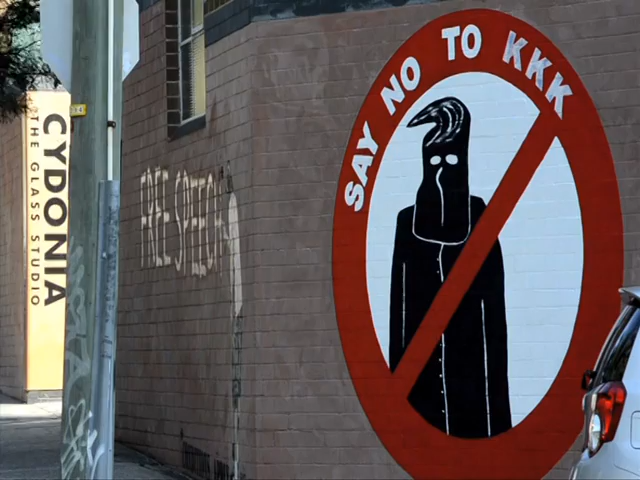 CYDONIA
THE GLASS STUDIO
FREE SPEECH
SAY NO TO KKK